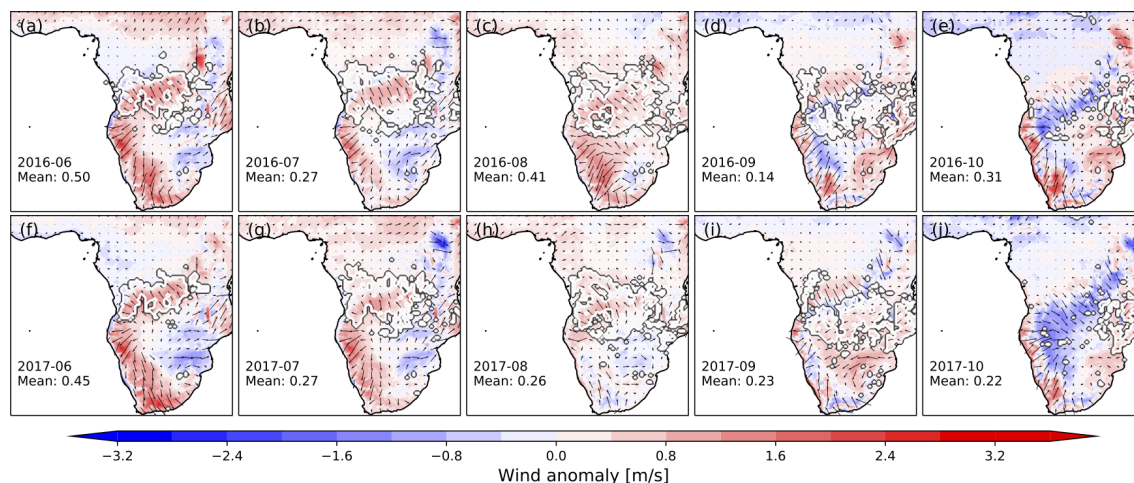 (a) (b) (c) (d) (e)
2016-06 2016-07 2016-08 2016-09 2016-10
Mean: 0.50 Mean: 0.27 Mean: 0.41 Mean: 0.14 Mean: 0.31
(f) (g) (h) (i) (j)
2017-06 2017-07 2017-08 2017-09 2017-10
Mean: 0.45 Mean: 0.27 Mean: 0.26 Mean: 0.23 Mean: 0.22
−3.2 −2.4 −1.6 −0.8 0.0 0.8 1.6 2.4 3.2
Wind anomaly [m/s]